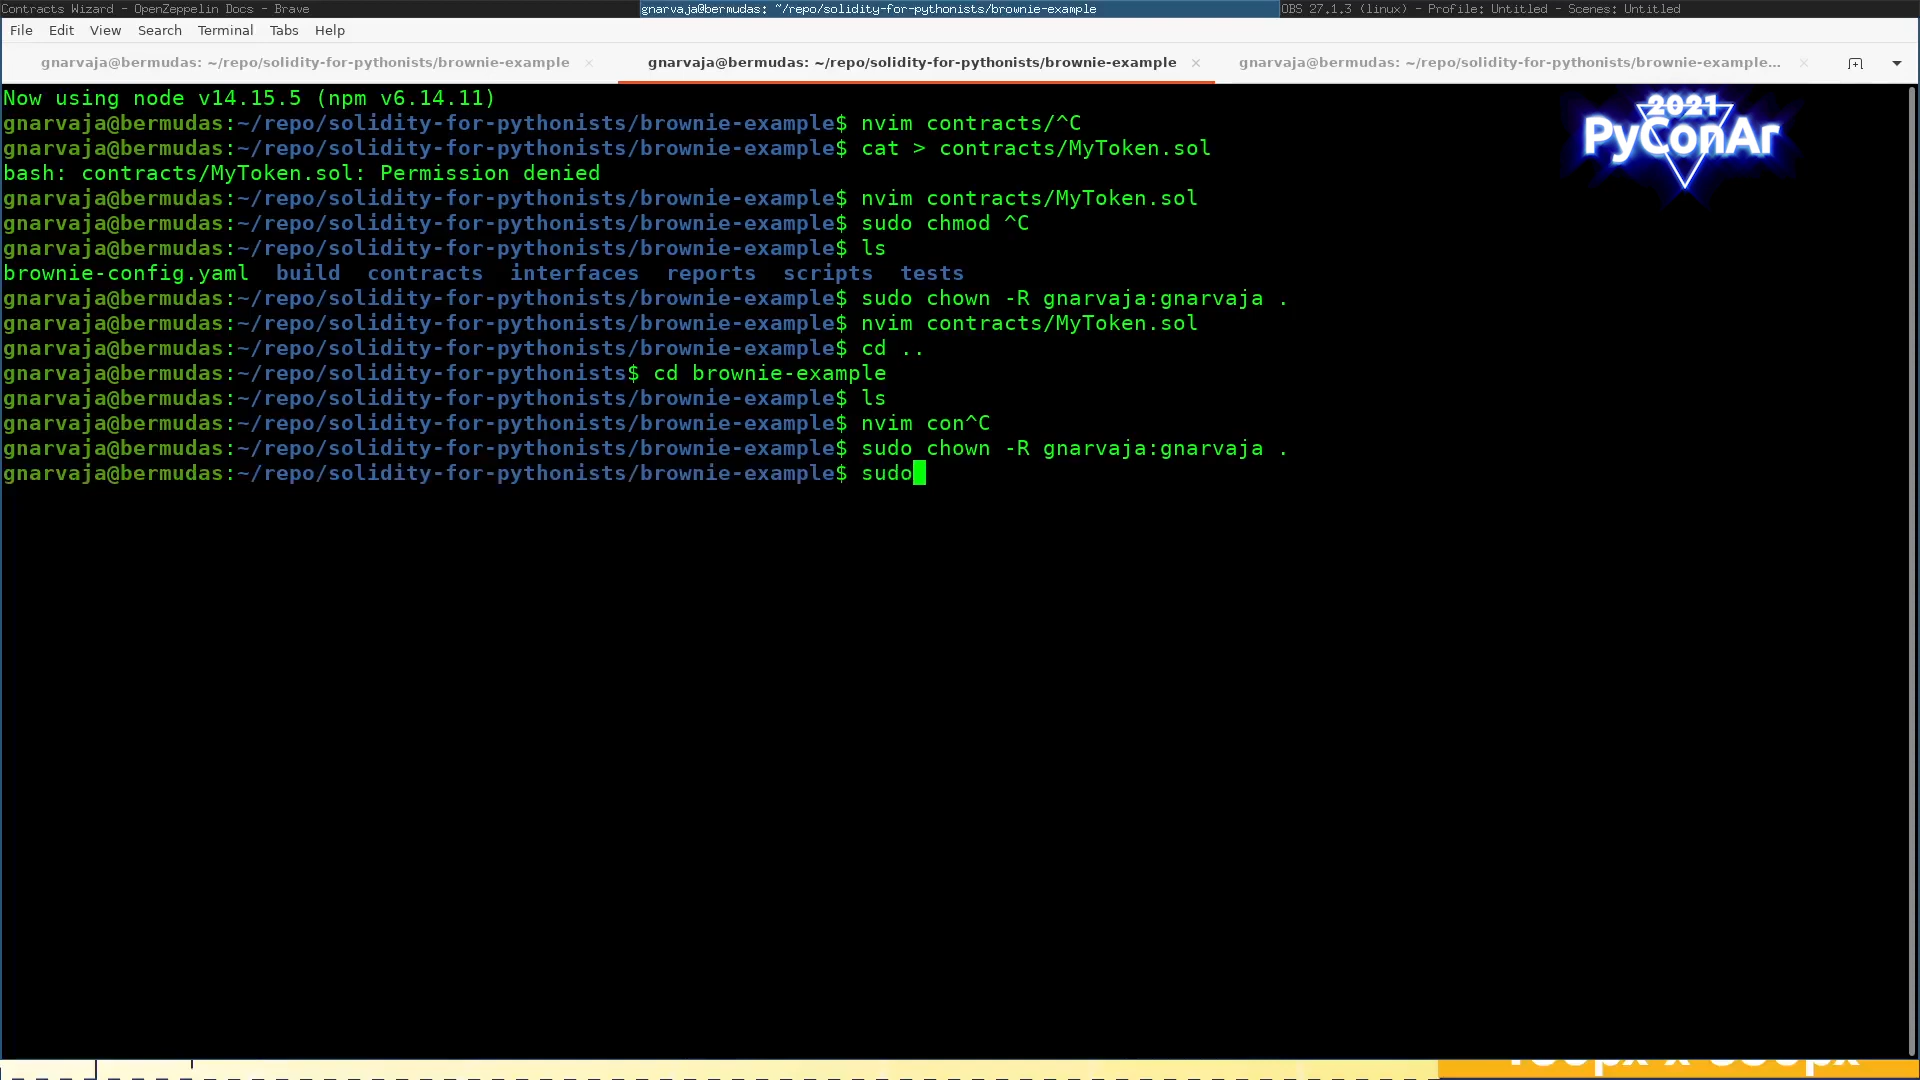 Contracts Wizard - OpenZeppelin Docs - Brave
gnarvaja@bermudas: ~/repo/solidity-for-pythonists/brownie-example
OBS 27.1.3 (linux) - Profile: Untitled - Scenes: Untitled
File Edit View Search Terminal Tabs Help
gnarvaja@bermudas: ~/repo/solidity-for-pythonists/brownie-example ×
gnarvaja@bermudas: ~/repo/solidity-for-pythonists/brownie-example ×
gnarvaja@bermudas: ~/repo/solidity-for-pythonists/brownie-example... ×
Now using node v14.15.5 (npm v6.14.11)
gnarvaja@bermudas:~/repo/solidity-for-pythonists/brownie-example$ nvim contracts/^C
gnarvaja@bermudas:~/repo/solidity-for-pythonists/brownie-example$ cat > contracts/MyToken.sol
bash: contracts/MyToken.sol: Permission denied
gnarvaja@bermudas:~/repo/solidity-for-pythonists/brownie-example$ nvim contracts/MyToken.sol
gnarvaja@bermudas:~/repo/solidity-for-pythonists/brownie-example$ sudo chmod ^C
gnarvaja@bermudas:~/repo/solidity-for-pythonists/brownie-example$ ls
brownie-config.yaml build contracts interfaces reports scripts tests
gnarvaja@bermudas:~/repo/solidity-for-pythonists/brownie-example$ sudo chown -R gnarvaja:gnarvaja .
gnarvaja@bermudas:~/repo/solidity-for-pythonists/brownie-example$ nvim contracts/MyToken.sol
gnarvaja@bermudas:~/repo/solidity-for-pythonists/brownie-example$ cd ..
gnarvaja@bermudas:~/repo/solidity-for-pythonists$ cd brownie-example
gnarvaja@bermudas:~/repo/solidity-for-pythonists/brownie-example$ ls
gnarvaja@bermudas:~/repo/solidity-for-pythonists/brownie-example$ nvim con^C
gnarvaja@bermudas:~/repo/solidity-for-pythonists/brownie-example$ sudo chown -R gnarvaja:gnarvaja .
gnarvaja@bermudas:~/repo/solidity-for-pythonists/brownie-example$ sudo
2021
PyConAr